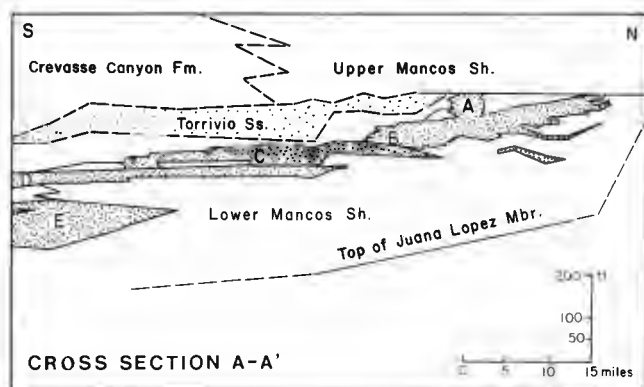 S N
Crevasse Canyon Fm. Upper Mancos Sh.
A
Torrivio Ss.
B
C
Lower Mancos Sh.
E
Top of Juana Lopez Mbr.
200 ft
100
50
0 5 10 15 miles
CROSS SECTION A-A'